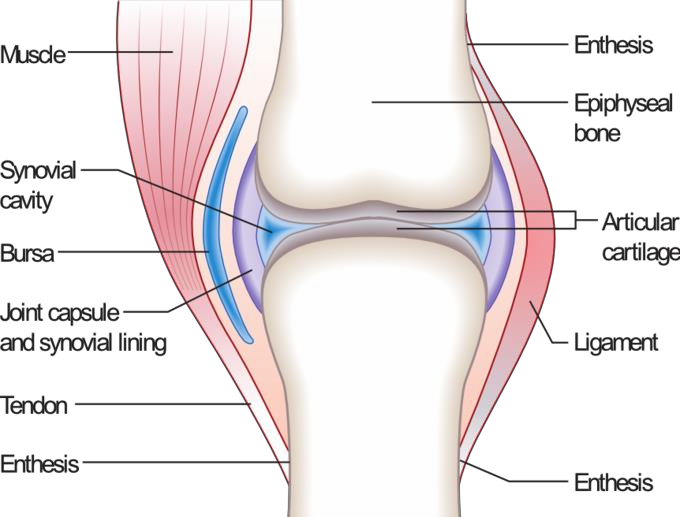 Muscle
Synovial
cavity
Bursa
Joint capsule
and synovial lining
Tendon
Enthesis
Enthesis
Epiphyseal
bone
Articular
cartilage
Ligament
Enthesis